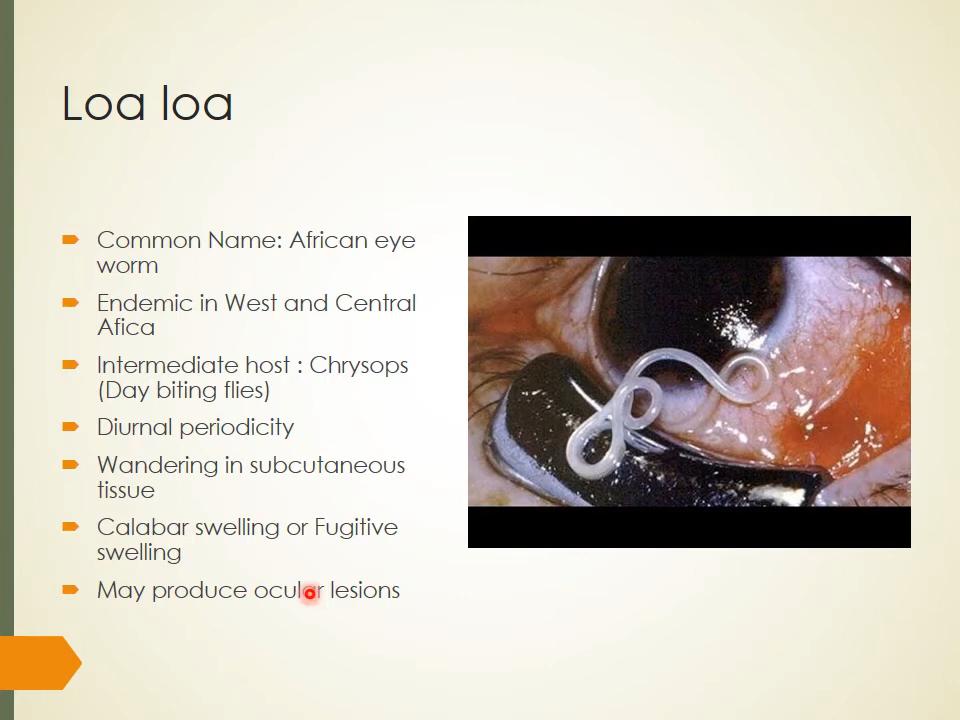 Loa loa
Common Name: African eye
worm
Endemic in West and Central
Afica
Intermediate host : Chrysops
(Day biting flies)
Diurnal periodicity
Wandering in subcutaneous
tissue
Calabar swelling or Fugitive
swelling
May produce ocular lesions